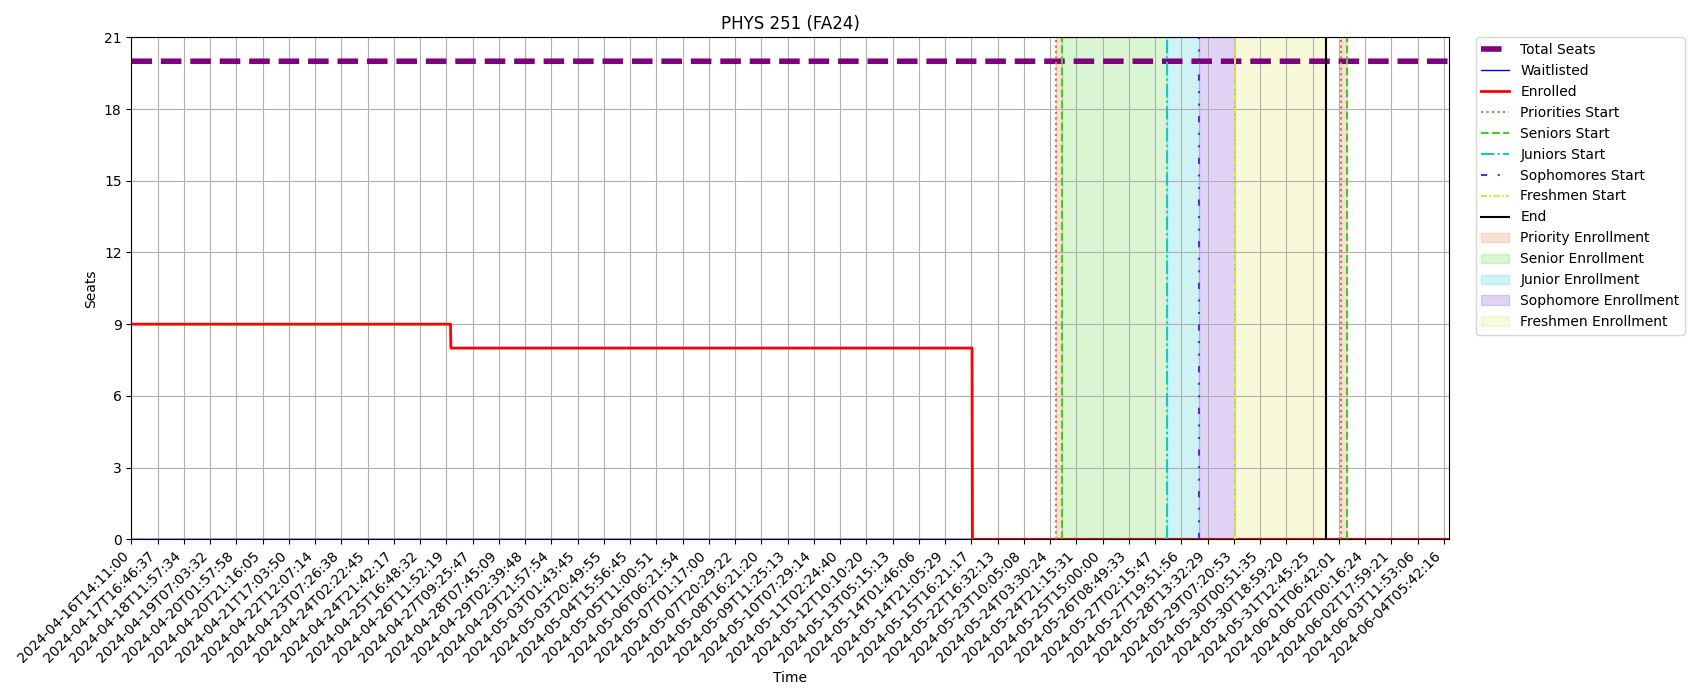 PHYS 251 (FA24)
21
18
15
12
9
6
3
0
Seats
2024-04-16T14:11:00
2024-04-17T16:46:37
2024-04-18T11:57:34
2024-04-19T07:03:32
2024-04-20T01:57:58
2024-04-20T21:16:05
2024-04-21T17:03:50
2024-04-22T12:07:14
2024-04-23T07:26:38
2024-04-24T02:22:45
2024-04-24T21:42:17
2024-04-25T16:48:32
2024-04-26T11:52:19
2024-04-27T09:25:47
2024-04-28T07:45:09
2024-04-29T02:39:48
2024-04-29T21:57:54
2024-05-03T01:43:45
2024-05-03T20:49:55
2024-05-04T15:56:45
2024-05-05T11:00:51
2024-05-06T06:21:54
2024-05-07T01:17:00
2024-05-07T20:29:22
2024-05-08T16:21:20
2024-05-09T11:25:13
2024-05-10T07:29:14
2024-05-11T02:24:40
2024-05-12T10:10:20
2024-05-13T05:15:13
2024-05-14T01:46:06
2024-05-14T21:05:29
2024-05-15T16:21:17
2024-05-22T16:32:13
2024-05-23T10:05:08
2024-05-24T03:30:24
2024-05-24T21:15:31
2024-05-25T15:00:00
2024-05-26T08:49:33
2024-05-27T02:15:47
2024-05-27T19:51:56
2024-05-28T13:32:29
2024-05-29T07:20:53
2024-05-30T00:51:35
2024-05-30T18:59:20
2024-05-31T12:45:25
2024-06-01T06:42:01
2024-06-02T00:16:24
2024-06-02T17:59:21
2024-06-03T11:53:06
2024-06-04T05:42:16
Time
Total Seats
Waitlisted
Enrolled
Priorities Start
Seniors Start
Juniors Start
Sophomores Start
Freshmen Start
End
Priority Enrollment
Senior Enrollment
Junior Enrollment
Sophomore Enrollment
Freshmen Enrollment